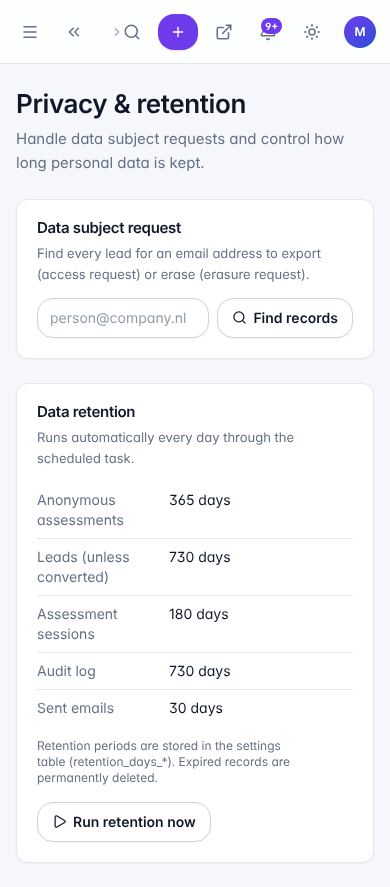 9+
M
Privacy & retention
Handle data subject requests and control how
long personal data is kept.
Data subject request
Find every lead for an email address to export
(access request) or erase (erasure request).
person@company.nl
Find records
Data retention
Runs automatically every day through the
scheduled task.
Anonymous
assessments
365 days
Leads (unless
converted)
730 days
Assessment
sessions
180 days
Audit log
730 days
Sent emails
30 days
Retention periods are stored in the settings
table (retention_days_*). Expired records are
permanently deleted.
Run retention now